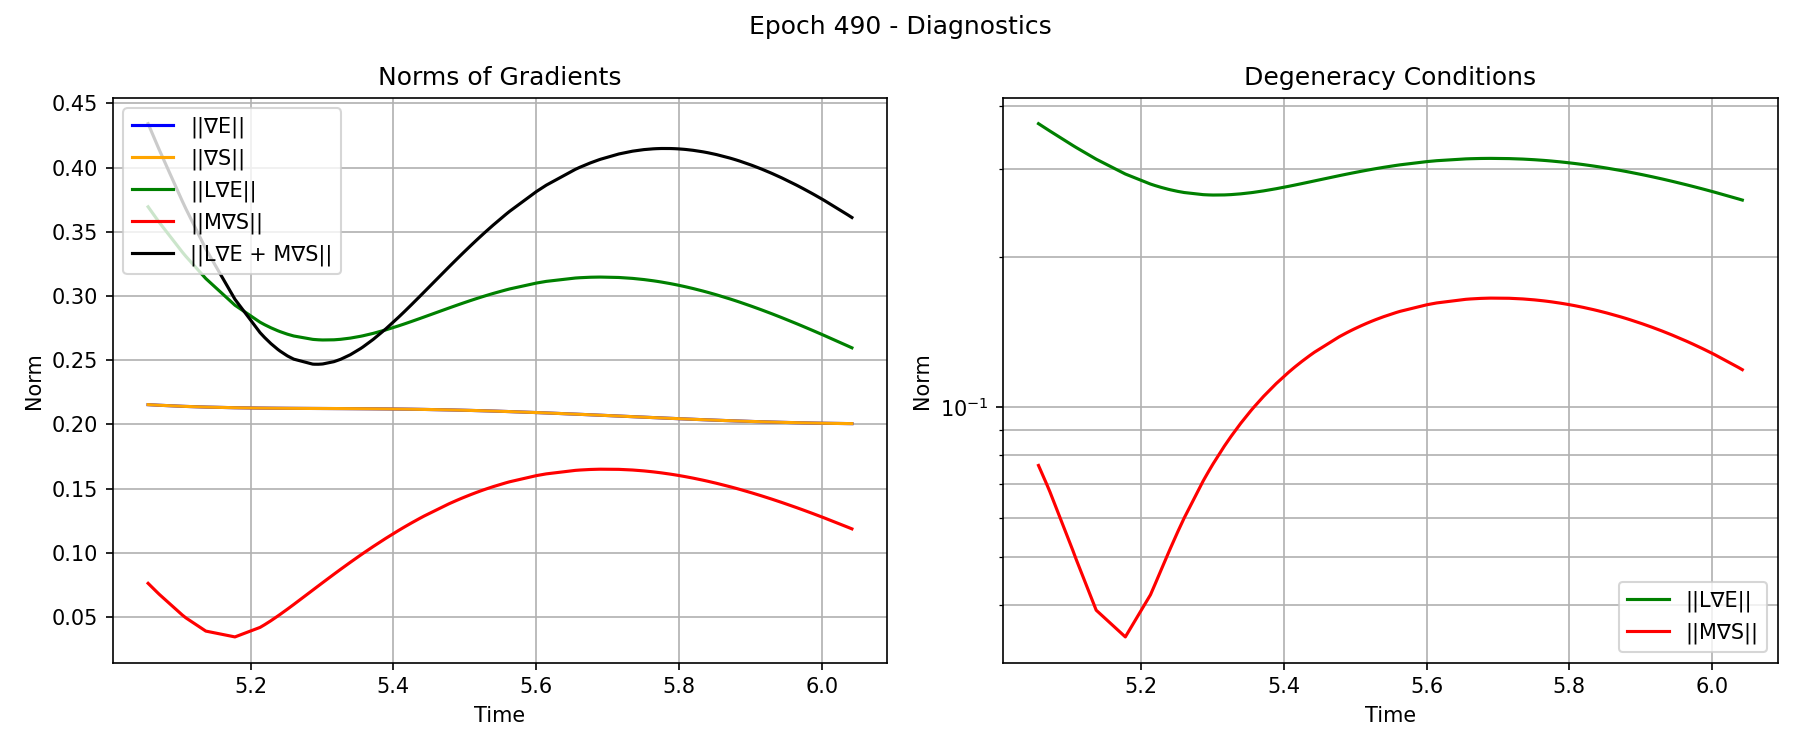 Epoch 490 - Diagnostics
Norms of Gradients
0.45
0.40
0.35
0.30
0.25
0.20
0.15
0.10
0.05
Norm
||∇E||
||∇S||
||L∇E||
||M∇S||
||L∇E + M∇S||
5.2
5.4
5.6
5.8
6.0
Time
Degeneracy Conditions
10⁻¹
Norm
||L∇E||
||M∇S||
5.2
5.4
5.6
5.8
6.0
Time